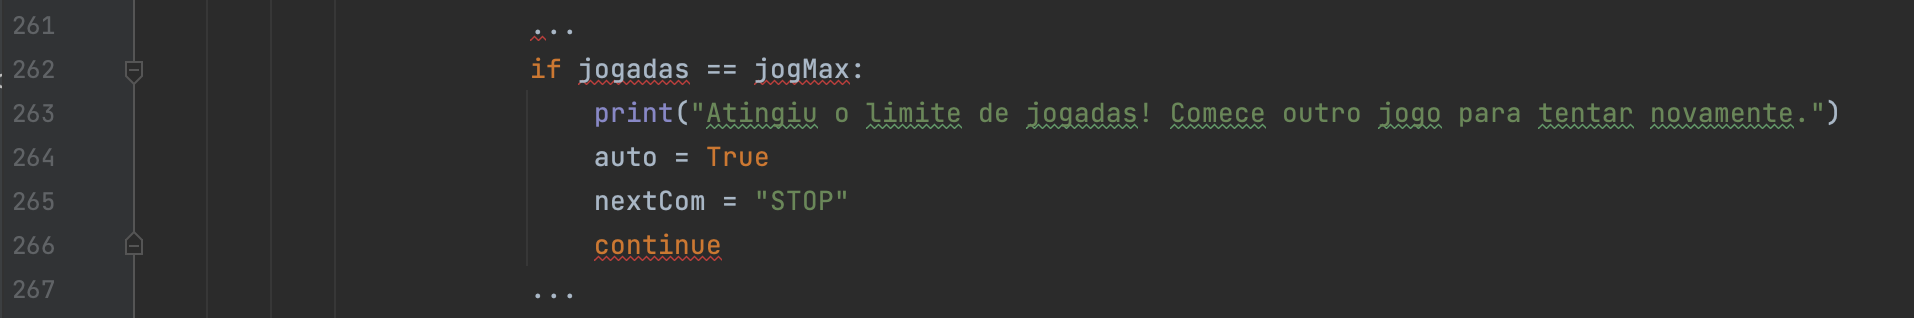 261 ...
262 if jogadas == jogMax:
263 print("Atingiu o limite de jogadas! Comece outro jogo para tentar novamente.")
264 auto = True
265 nextCom = "STOP"
266 continue
267 ...